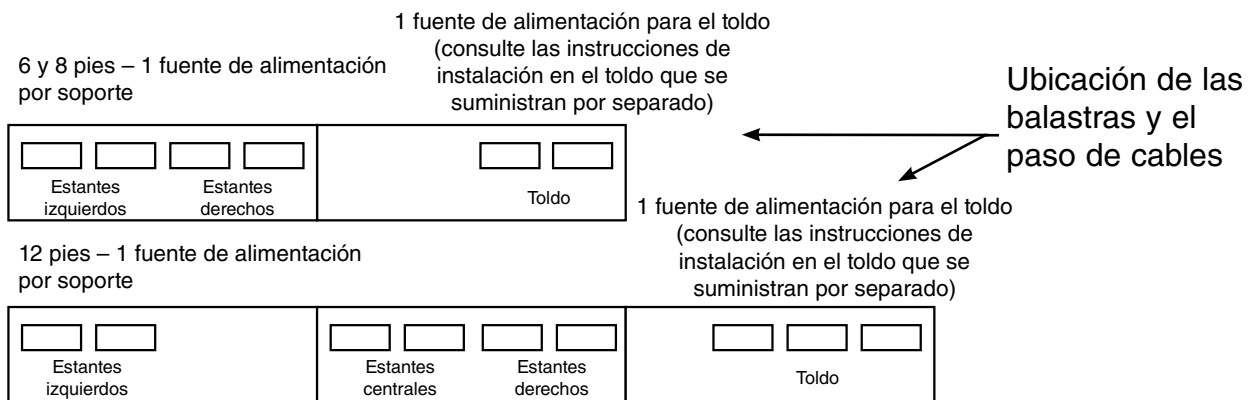 1 fuente de alimentación para el toldo
(consulte las instrucciones de
instalación en el toldo que se
suministran por separado)
6 y 8 pies – 1 fuente de alimentación
por soporte
Ubicación de las
balastras y el
paso de cables
Estantes
izquierdos
Estantes
derechos
Toldo
1 fuente de alimentación para el toldo
(consulte las instrucciones de
instalación en el toldo que se
suministran por separado)
12 pies – 1 fuente de alimentación
por soporte
Estantes
izquierdos
Estantes
centrales
Estantes
derechos
Toldo